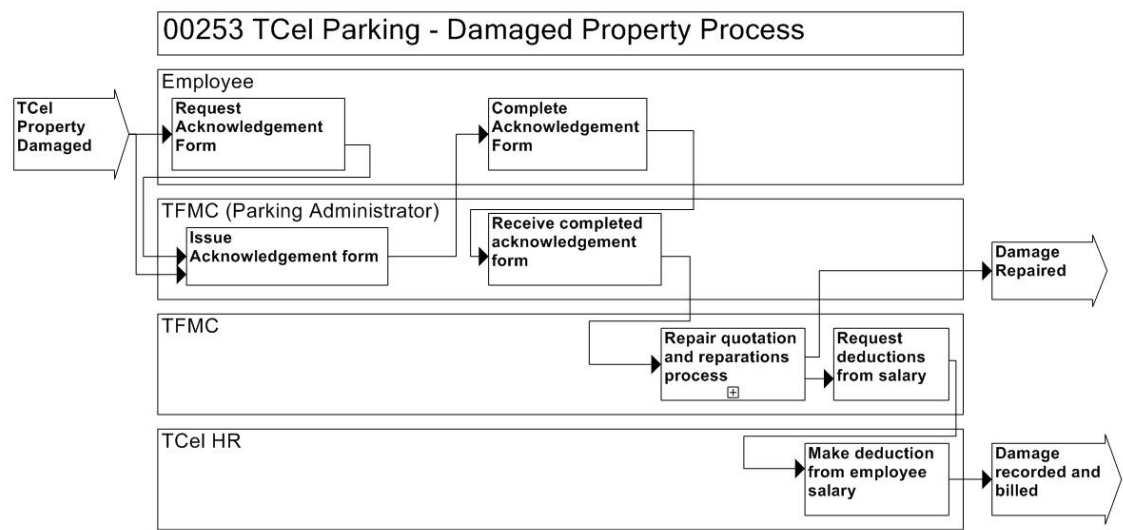 00253 TCel Parking - Damaged Property Process
Employee
TCel
Property
Damaged
Request
Acknowledgement
Form
Complete
Acknowledgement
Form
TFMC (Parking Administrator)
Issue
Acknowledgement form
Receive completed
acknowledgement
form
Damage
Repaired
TFMC
Repair quotation
and reparations
process
Request
deductions
from salary
TCel HR
Make deduction
from employee
salary
Damage
recorded and
billed